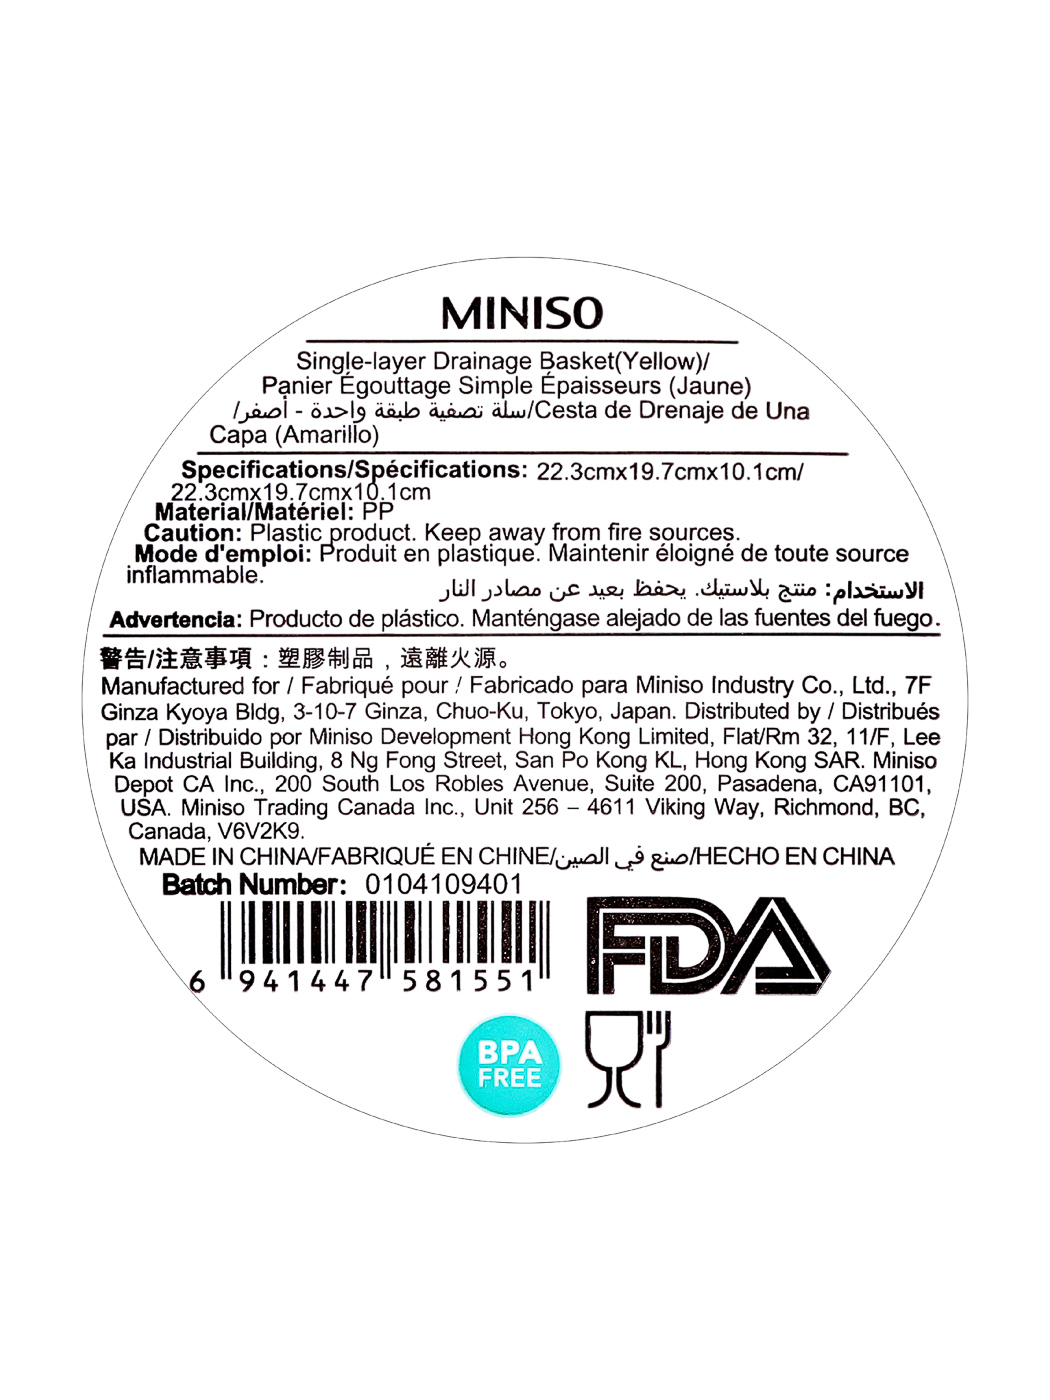 MINISO
Single-layer Drainage Basket(Yellow)/
Panier Égouttage Simple Épaisseurs (Jaune)
/سلة تصفية طبقة واحدة - أصفر/Cesta de Drenaje de Una
Capa (Amarillo)
Specifications/Spécifications: 22.3cmx19.7cmx10.1cm/
22.3cmx19.7cmx10.1cm
Material/Matériel: PP
Caution: Plastic product. Keep away from fire sources.
Mode d'emploi: Produit en plastique. Maintenir éloigné de toute source
inflammable.
الاستخدام: منتج بلاستيك. يحفظ بعيد عن مصادر النار
Advertencia: Producto de plástico. Manténgase alejado de las fuentes del fuego.
警告/注意事項：塑膠制品，遠離火源。
Manufactured for / Fabriqué pour / Fabricado para Miniso Industry Co., Ltd., 7F
Ginza Kyoya Bldg, 3-10-7 Ginza, Chuo-Ku, Tokyo, Japan. Distributed by / Distribués
par / Distribuido por Miniso Development Hong Kong Limited, Flat/Rm 32, 11/F, Lee
Ka Industrial Building, 8 Ng Fong Street, San Po Kong KL, Hong Kong SAR. Miniso
Depot CA Inc., 200 South Los Robles Avenue, Suite 200, Pasadena, CA91101,
USA. Miniso Trading Canada Inc., Unit 256 – 4611 Viking Way, Richmond, BC,
Canada, V6V2K9.
MADE IN CHINA/FABRIQUÉ EN CHINE/صنع في الصين/HECHO EN CHINA
Batch Number: 0104109401
6 941447 581551
FDA
BPA
FREE